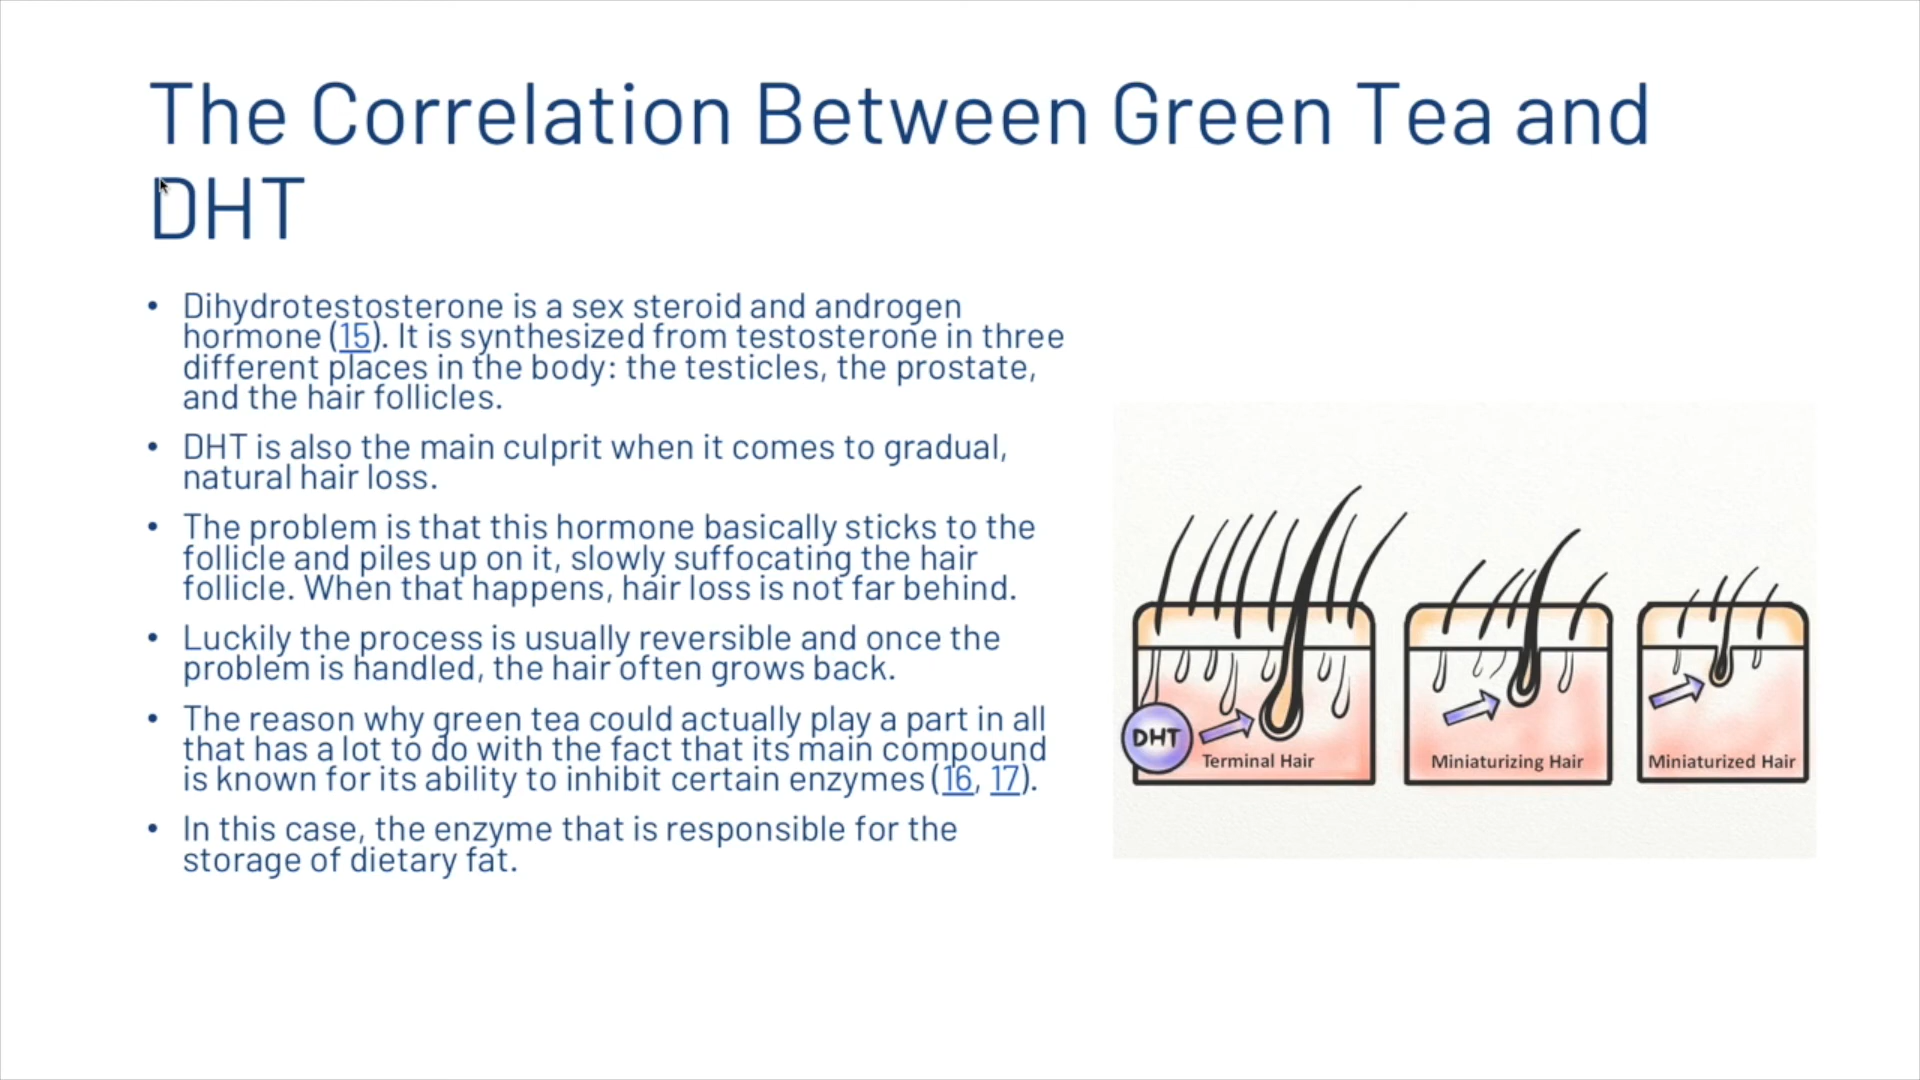 The Correlation Between Green Tea and
DHT
• Dihydrotestosterone is a sex steroid and androgen
hormone (15). It is synthesized from testosterone in three
different places in the body: the testicles, the prostate,
and the hair follicles.
• DHT is also the main culprit when it comes to gradual,
natural hair loss.
• The problem is that this hormone basically sticks to the
follicle and piles up on it, slowly suffocating the hair
follicle. When that happens, hair loss is not far behind.
• Luckily the process is usually reversible and once the
problem is handled, the hair often grows back.
• The reason why green tea could actually play a part in all
that has a lot to do with the fact that its main compound
is known for its ability to inhibit certain enzymes (16, 17).
• In this case, the enzyme that is responsible for the
storage of dietary fat.
DHT
Terminal Hair
Miniaturizing Hair
Miniaturized Hair